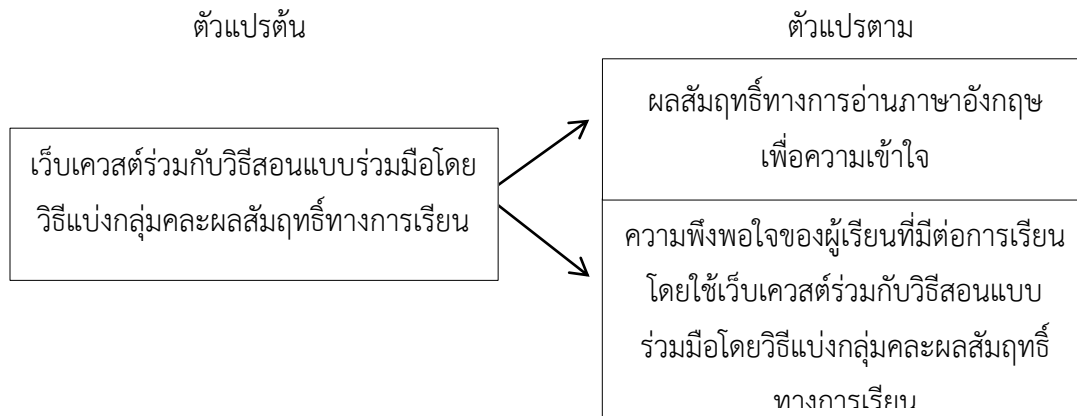 ตัวแปรต้น
ตัวแปรตาม
เว็บเควสต์ร่วมกับวิธีสอนแบบร่วมมือโดย
วิธีแบ่งกลุ่มคละผลสัมฤทธิ์ทางการเรียน
ผลสัมฤทธิ์ทางการอ่านภาษาอังกฤษ
เพื่อความเข้าใจ
ความพึงพอใจของผู้เรียนที่มีต่อการเรียน
โดยใช้เว็บเควสต์ร่วมกับวิธีสอนแบบ
ร่วมมือโดยวิธีแบ่งกลุ่มคละผลสัมฤทธิ์
ทางการเรียน